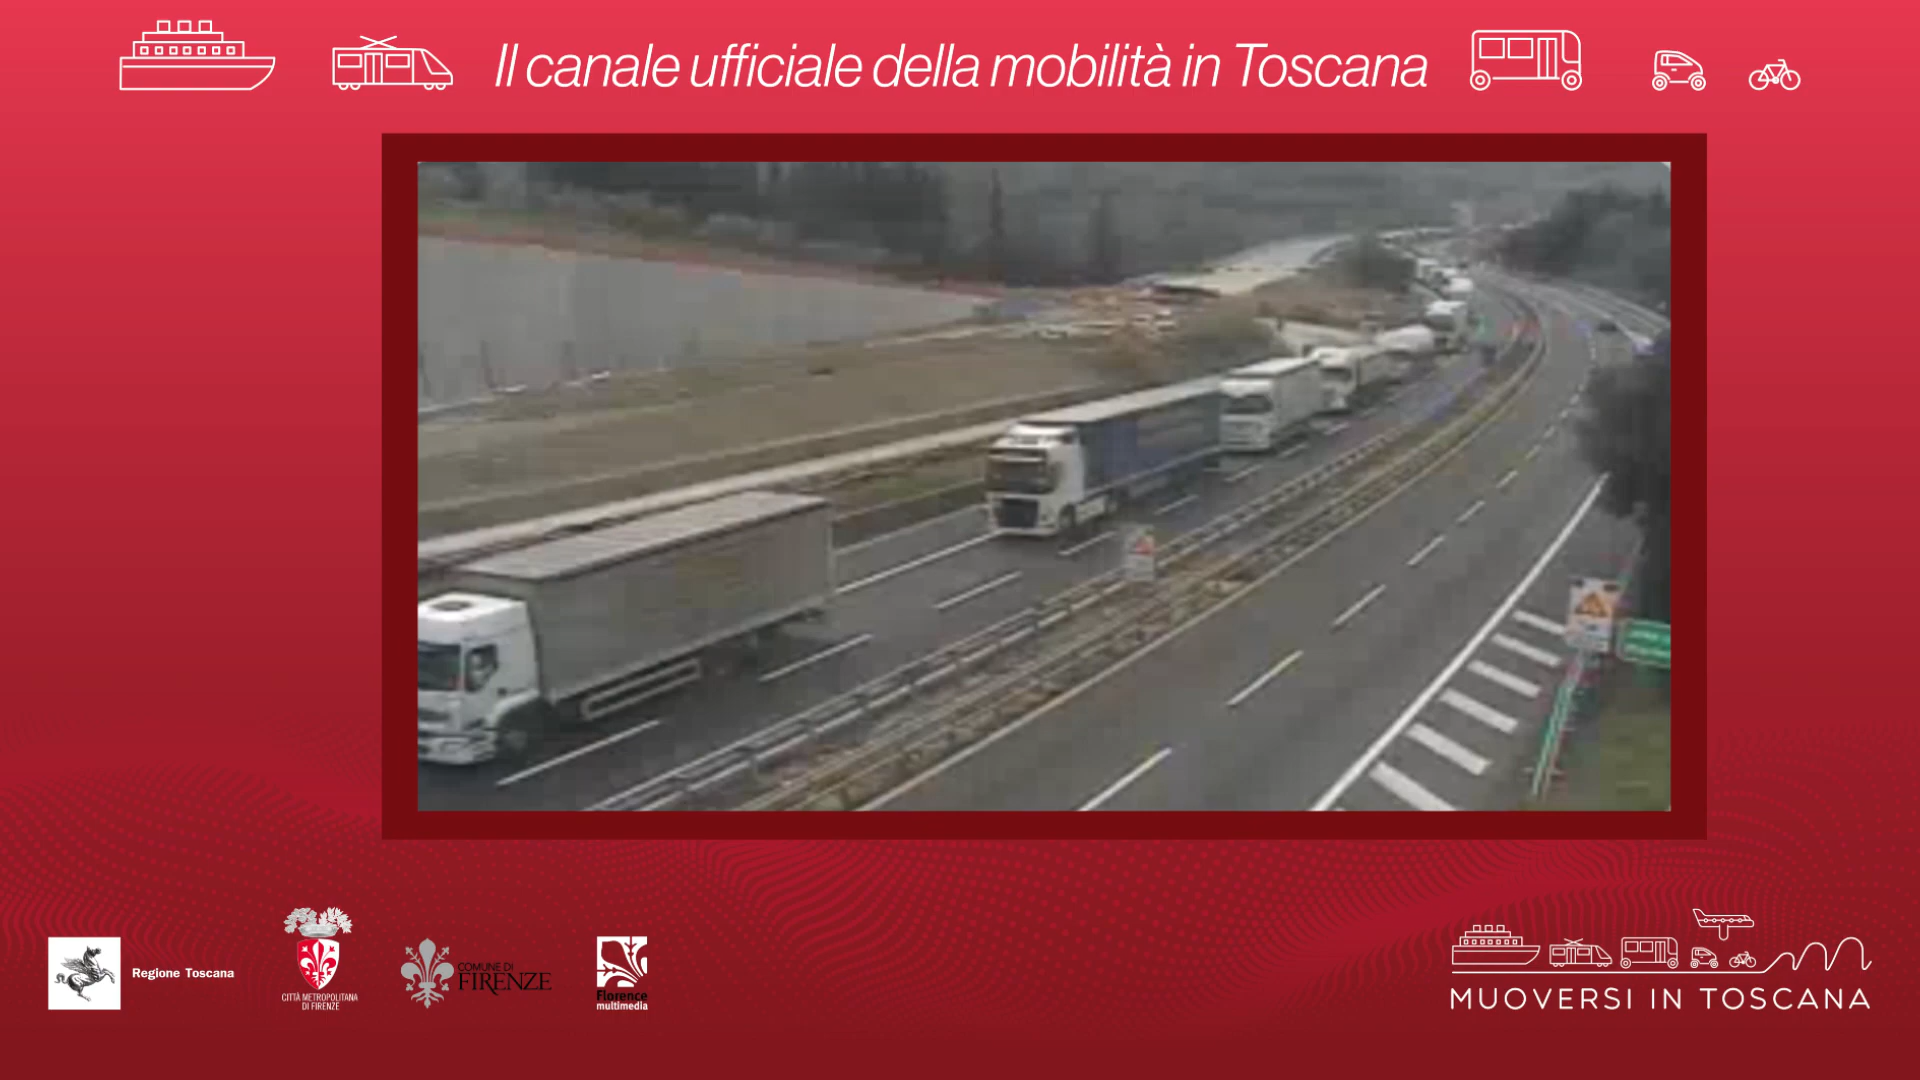 Il canale ufficiale della mobilità in Toscana
Regione Toscana
CITTÀ METROPOLITANA
DI FIRENZE
COMUNE DI
FIRENZE
Florence
multimedia
MUOVERSI IN TOSCANA